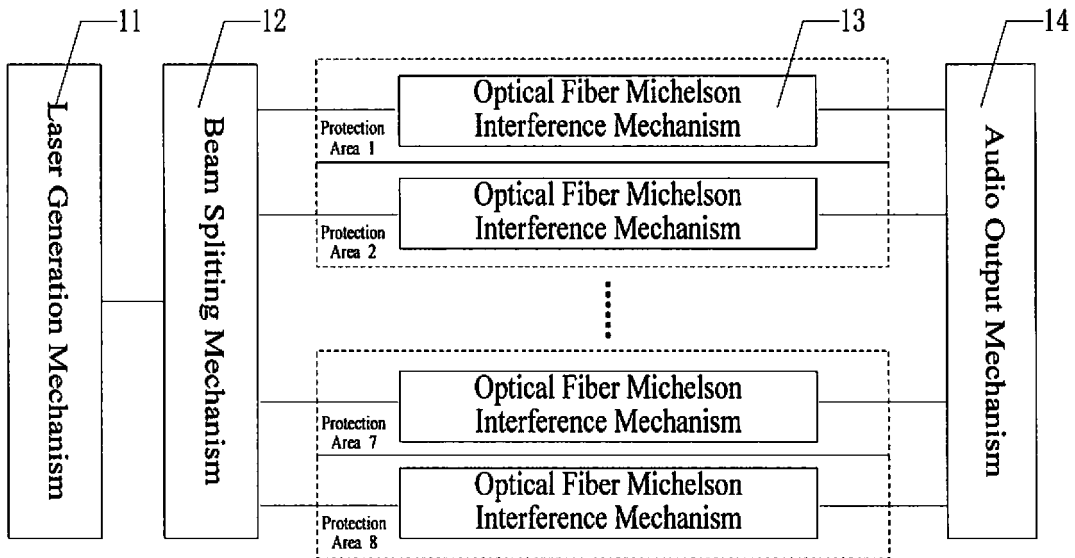 11
12
13
14
Laser Generation Mechanism
Beam Splitting Mechanism
Optical Fiber Michelson
Interference Mechanism
Protection
Area 1
Optical Fiber Michelson
Interference Mechanism
Protection
Area 2
Optical Fiber Michelson
Interference Mechanism
Protection
Area 7
Optical Fiber Michelson
Interference Mechanism
Protection
Area 8
Audio Output Mechanism